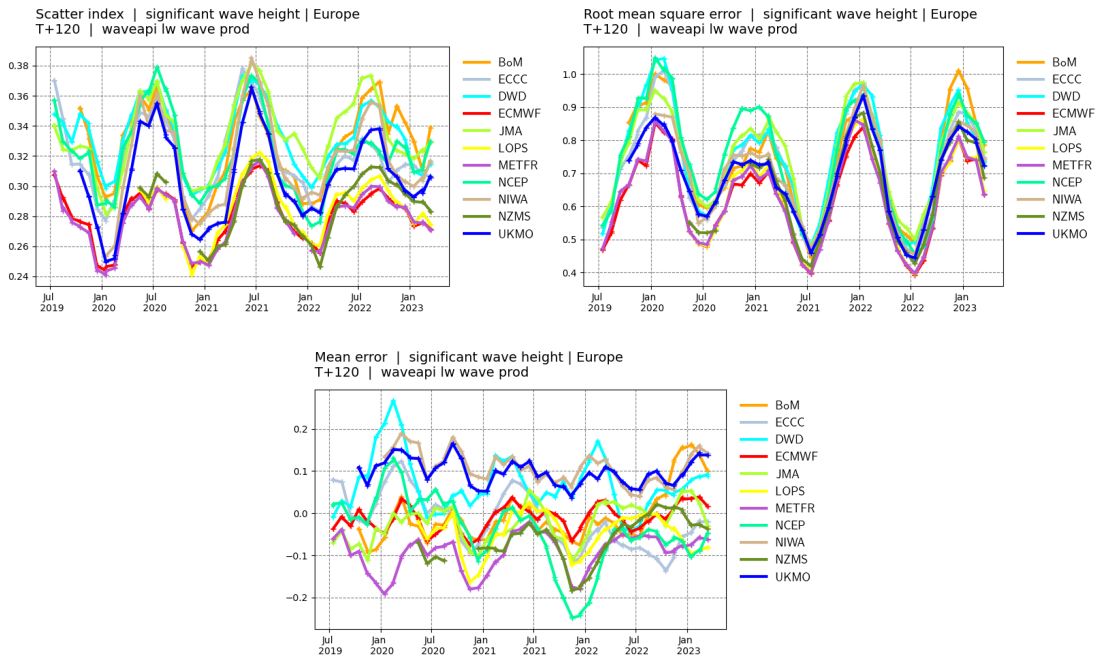 Scatter index | significant wave height | Europe
T+120 | waveapi lw wave prod
0.38
0.36
0.34
0.32
0.30
0.28
0.26
0.24
Jul 2019
Jan 2020
Jul 2020
Jan 2021
Jul 2021
Jan 2022
Jul 2022
Jan 2023
BoM
ECCC
DWD
ECMWF
JMA
LOPS
METFR
NCEP
NIWA
NZMS
UKMO
Root mean square error | significant wave height | Europe
T+120 | waveapi lw wave prod
1.0
0.9
0.8
0.7
0.6
0.5
0.4
Jul 2019
Jan 2020
Jul 2020
Jan 2021
Jul 2021
Jan 2022
Jul 2022
Jan 2023
BoM
ECCC
DWD
ECMWF
JMA
LOPS
METFR
NCEP
NIWA
NZMS
UKMO
Mean error | significant wave height | Europe
T+120 | waveapi lw wave prod
0.2
0.1
0.0
−0.1
−0.2
Jul 2019
Jan 2020
Jul 2020
Jan 2021
Jul 2021
Jan 2022
Jul 2022
Jan 2023
BoM
ECCC
DWD
ECMWF
JMA
LOPS
METFR
NCEP
NIWA
NZMS
UKMO